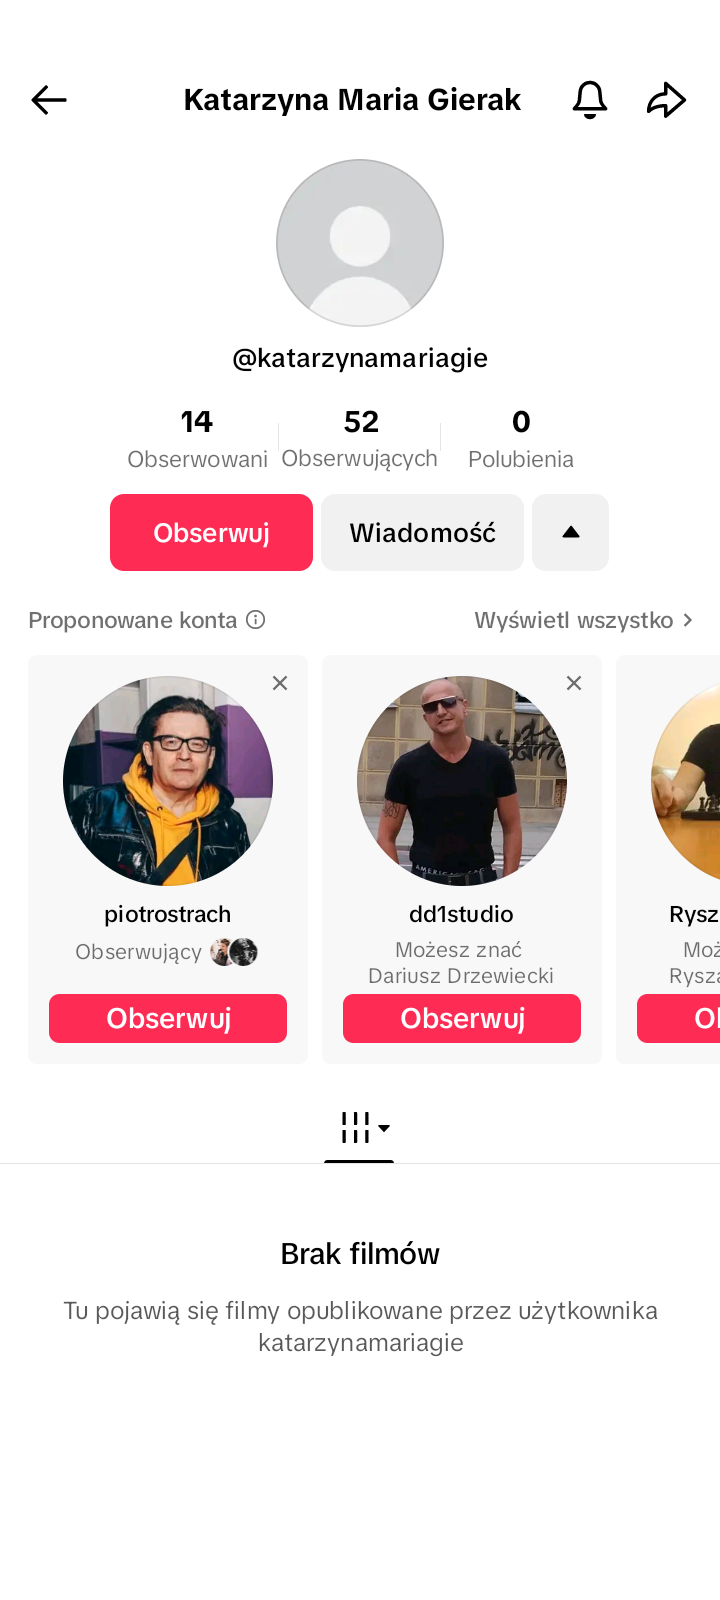 Katarzyna Maria Gierak
@katarzynamariagie
14
52
0
Obserwowani
Obserwujących
Polubienia
Obserwuj
Wiadomość
Proponowane konta
Wyświetl wszystko
piotrostrach
Obserwujący
Obserwuj
dd1studio
Możesz znać
Dariusz Drzewiecki
Obserwuj
Rysz
Moż
Rysza
Brak filmów
Tu pojawią się filmy opublikowane przez użytkownika
katarzynamariagie